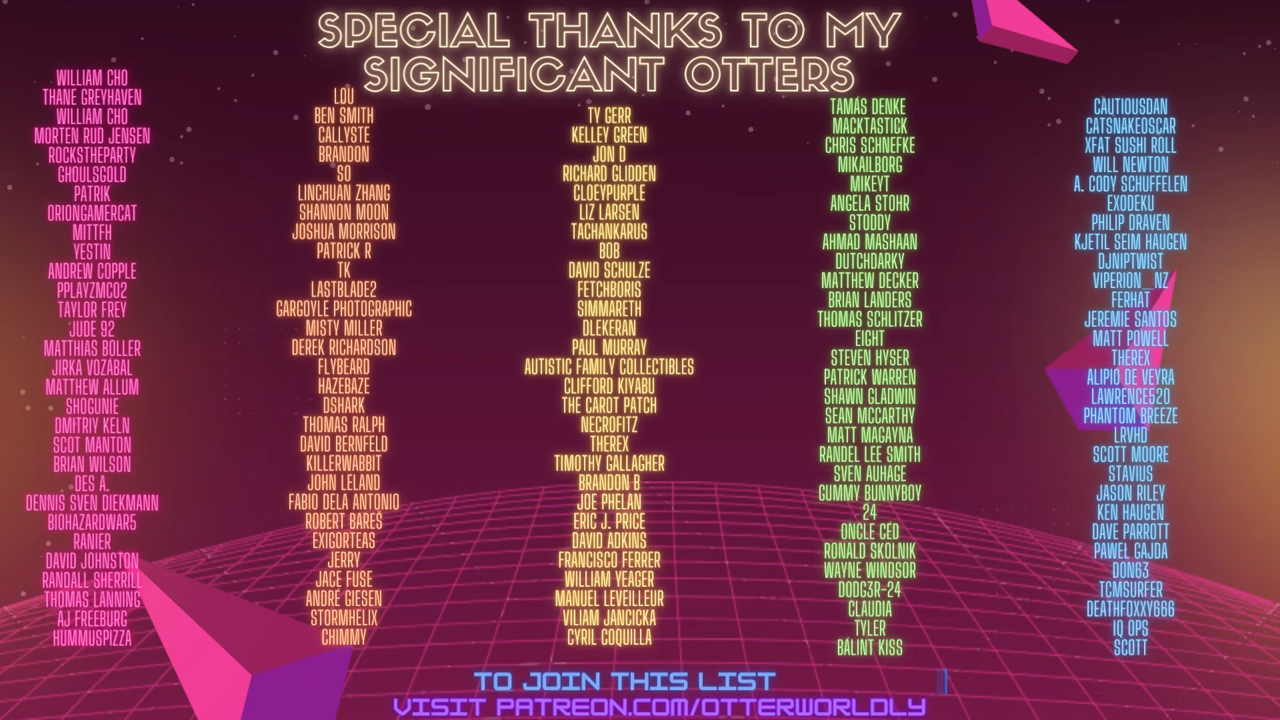 SPECIAL THANKS TO MY
SIGNIFICANT OTTERS
WILLIAM CHO
THANE GREYHAVEN
WILLIAM CHO
MORTEN RUD JENSEN
ROCKSTHEPARTY
GHOULSGOLD
PATRIK
ORIONGAMERCAT
MITTFH
YESTIN
ANDREW COPPLE
PPLAYZMC02
TAYLOR FREY
JUDE 92
MATTHIAS BÖLLER
JIRKA VOZÁBAL
MATTHEW ALLUM
SHOGUNIE
DMITRIY KELN
SCOT MANTON
BRIAN WILSON
DES A.
DENNIS SVEN DIEKMANN
BIOHAZARDWAR5
RANIER
DAVID JOHNSTON
RANDALL SHERRILL
THOMAS LANNING
AJ FREEBURG
HUMMUSPIZZA
LOU
BEN SMITH
CALLYSTE
BRANDON
SO
LINCHUAN ZHANG
SHANNON MOON
JOSHUA MORRISON
PATRICK R
TK
LASTBLADE2
GARGOYLE PHOTOGRAPHIC
MISTY MILLER
DEREK RICHARDSON
FLYBEARD
HAZEBAZE
DSHARK
THOMAS RALPH
DAVID BERNFELD
KILLERWABBIT
JOHN LELAND
FABIO DELA ANTONIO
ROBERT BAREŠ
EXIGORTEAS
JERRY
JACE FUSE
ANDRÉ GIESEN
STORMHELIX
CHIMMY
TY GERR
KELLEY GREEN
JON D
RICHARD GLIDDEN
CLOEYPURPLE
LIZ LARSEN
TACHANKARUS
BOB
DAVID SCHULZE
FETCHBORIS
SIMMARETH
DLEKERAN
PAUL MURRAY
AUTISTIC FAMILY COLLECTIBLES
CLIFFORD KIYABU
THE CAROT PATCH
NECROFITZ
THEREX
TIMOTHY GALLAGHER
BRANDON B
JOE PHELAN
ERIC J. PRICE
DAVID ADKINS
FRANCISCO FERRER
WILLIAM YEAGER
MANUEL LEVEILLEUR
VILIAM JANCICKA
CYRIL COQUILLA
TAMÁS DENKE
MACKTASTICK
CHRIS SCHNEFKE
MIKAILBORG
MIKEYT
ANGELA STOHR
STODDY
AHMAD MASHAAN
DUTCHDARKY
MATTHEW DECKER
BRIAN LANDERS
THOMAS SCHLITZER
EIGHT
STEVEN HYSER
PATRICK WARREN
SHAWN GLADWIN
SEAN MCCARTHY
MATT MAGAYNA
RANDEL LEE SMITH
SVEN AUHAGE
GUMMY BUNNYBOY
24
ONCLE CED
RONALD SKOLNIK
WAYNE WINDSOR
DODG3R-24
CLAUDIA
TYLER
BÁLINT KISS
CAUTIOUSDAN
CATSNAKEOSCAR
XFAT SUSHI ROLL
WILL NEWTON
A. CODY SCHUFFELEN
EXODEKU
PHILIP DRAVEN
KJETIL SEIM HAUGEN
DJNIPTWIST
VIPERION_NZ
FERHAT
JEREMIE SANTOS
MATT POWELL
THEREX
ALIPIO DE VEYRA
LAWRENCE520
PHANTOM BREEZE
LRVHD
SCOTT MOORE
STAVIUS
JASON RILEY
KEN HAUGEN
DAVE PARROTT
PAWEL GAJDA
DON63
TCMSURFER
DEATHFOXXY666
IQ OPS
SCOTT
TO JOIN THIS LIST
VISIT PATREON.COM/OTTERWORLDLY